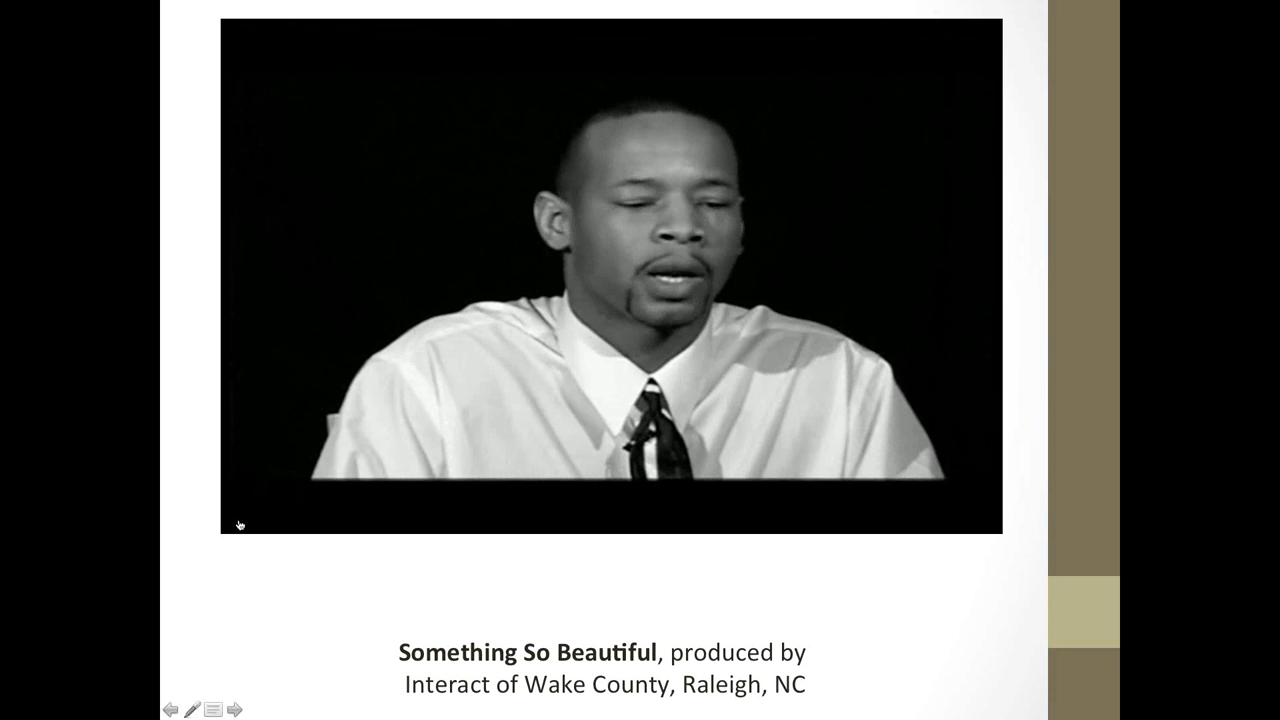 Something So Beautiful, produced by
Interact of Wake County, Raleigh, NC